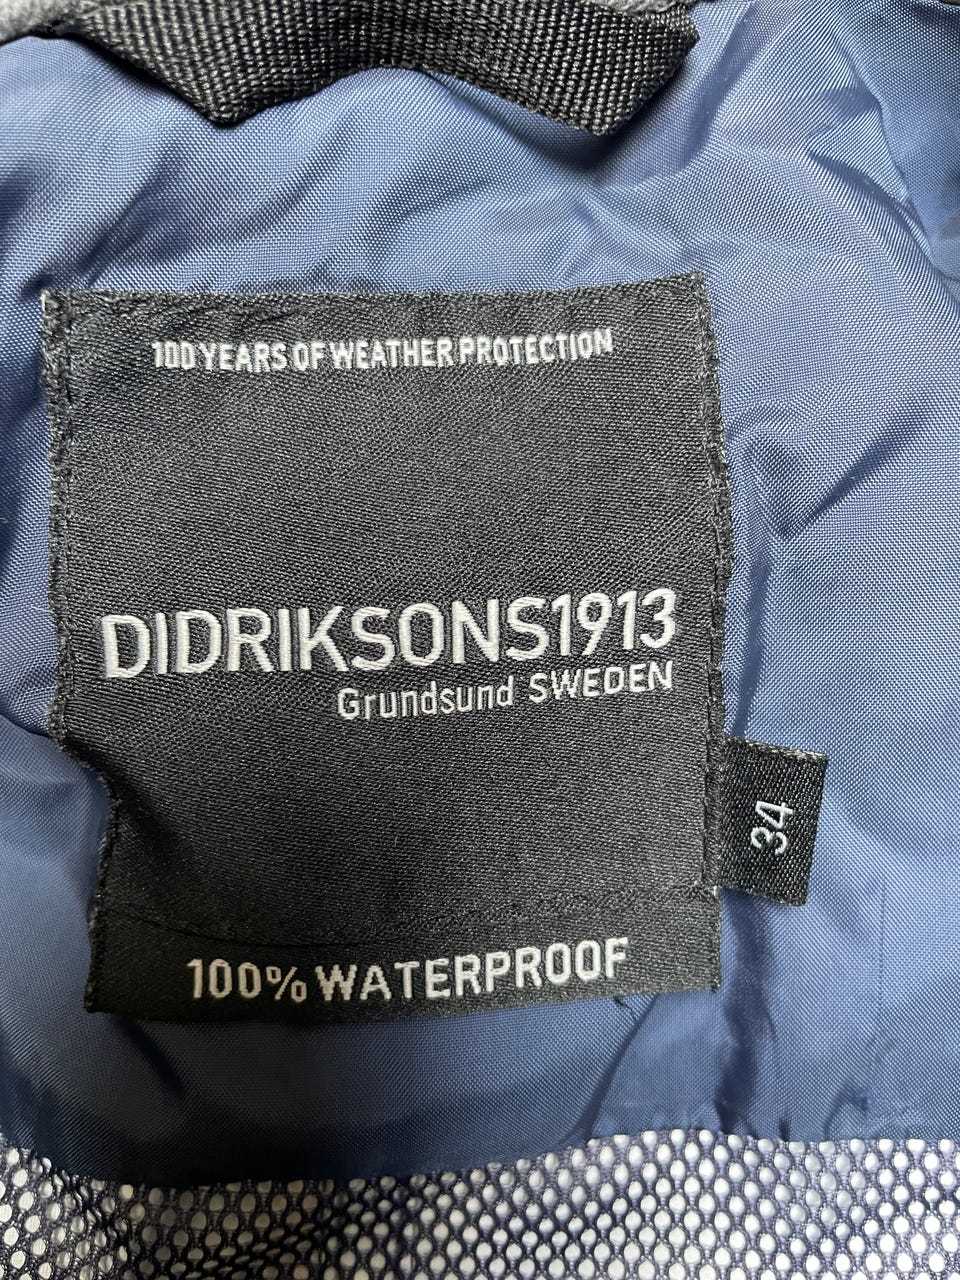 100 YEARS OF WEATHER PROTECTION
DIDRIKSONS1913
Grundsund SWEDEN
34
100% WATERPROOF